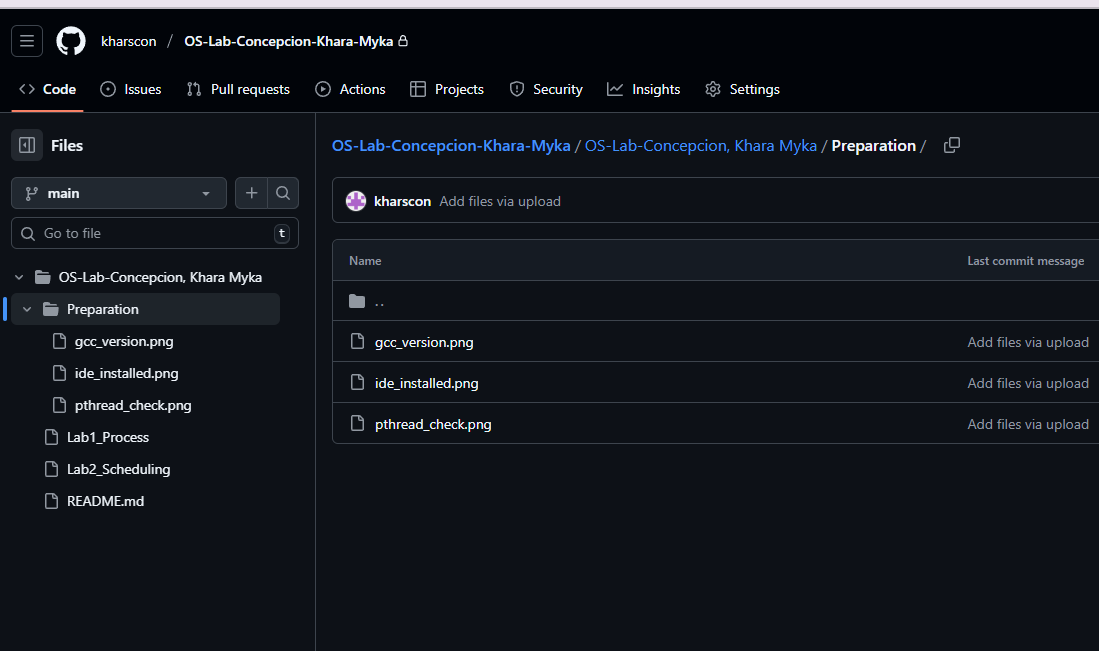 kharscon / OS-Lab-Concepcion-Khara-Myka
Code Issues Pull requests Actions Projects Security Insights Settings
Files
main
Go to file t
OS-Lab-Concepcion, Khara Myka
Preparation
gcc_version.png
ide_installed.png
pthread_check.png
Lab1_Process
Lab2_Scheduling
README.md
OS-Lab-Concepcion-Khara-Myka / OS-Lab-Concepcion, Khara Myka / Preparation /
kharscon Add files via upload
Name Last commit message
..
gcc_version.png Add files via upload
ide_installed.png Add files via upload
pthread_check.png Add files via upload